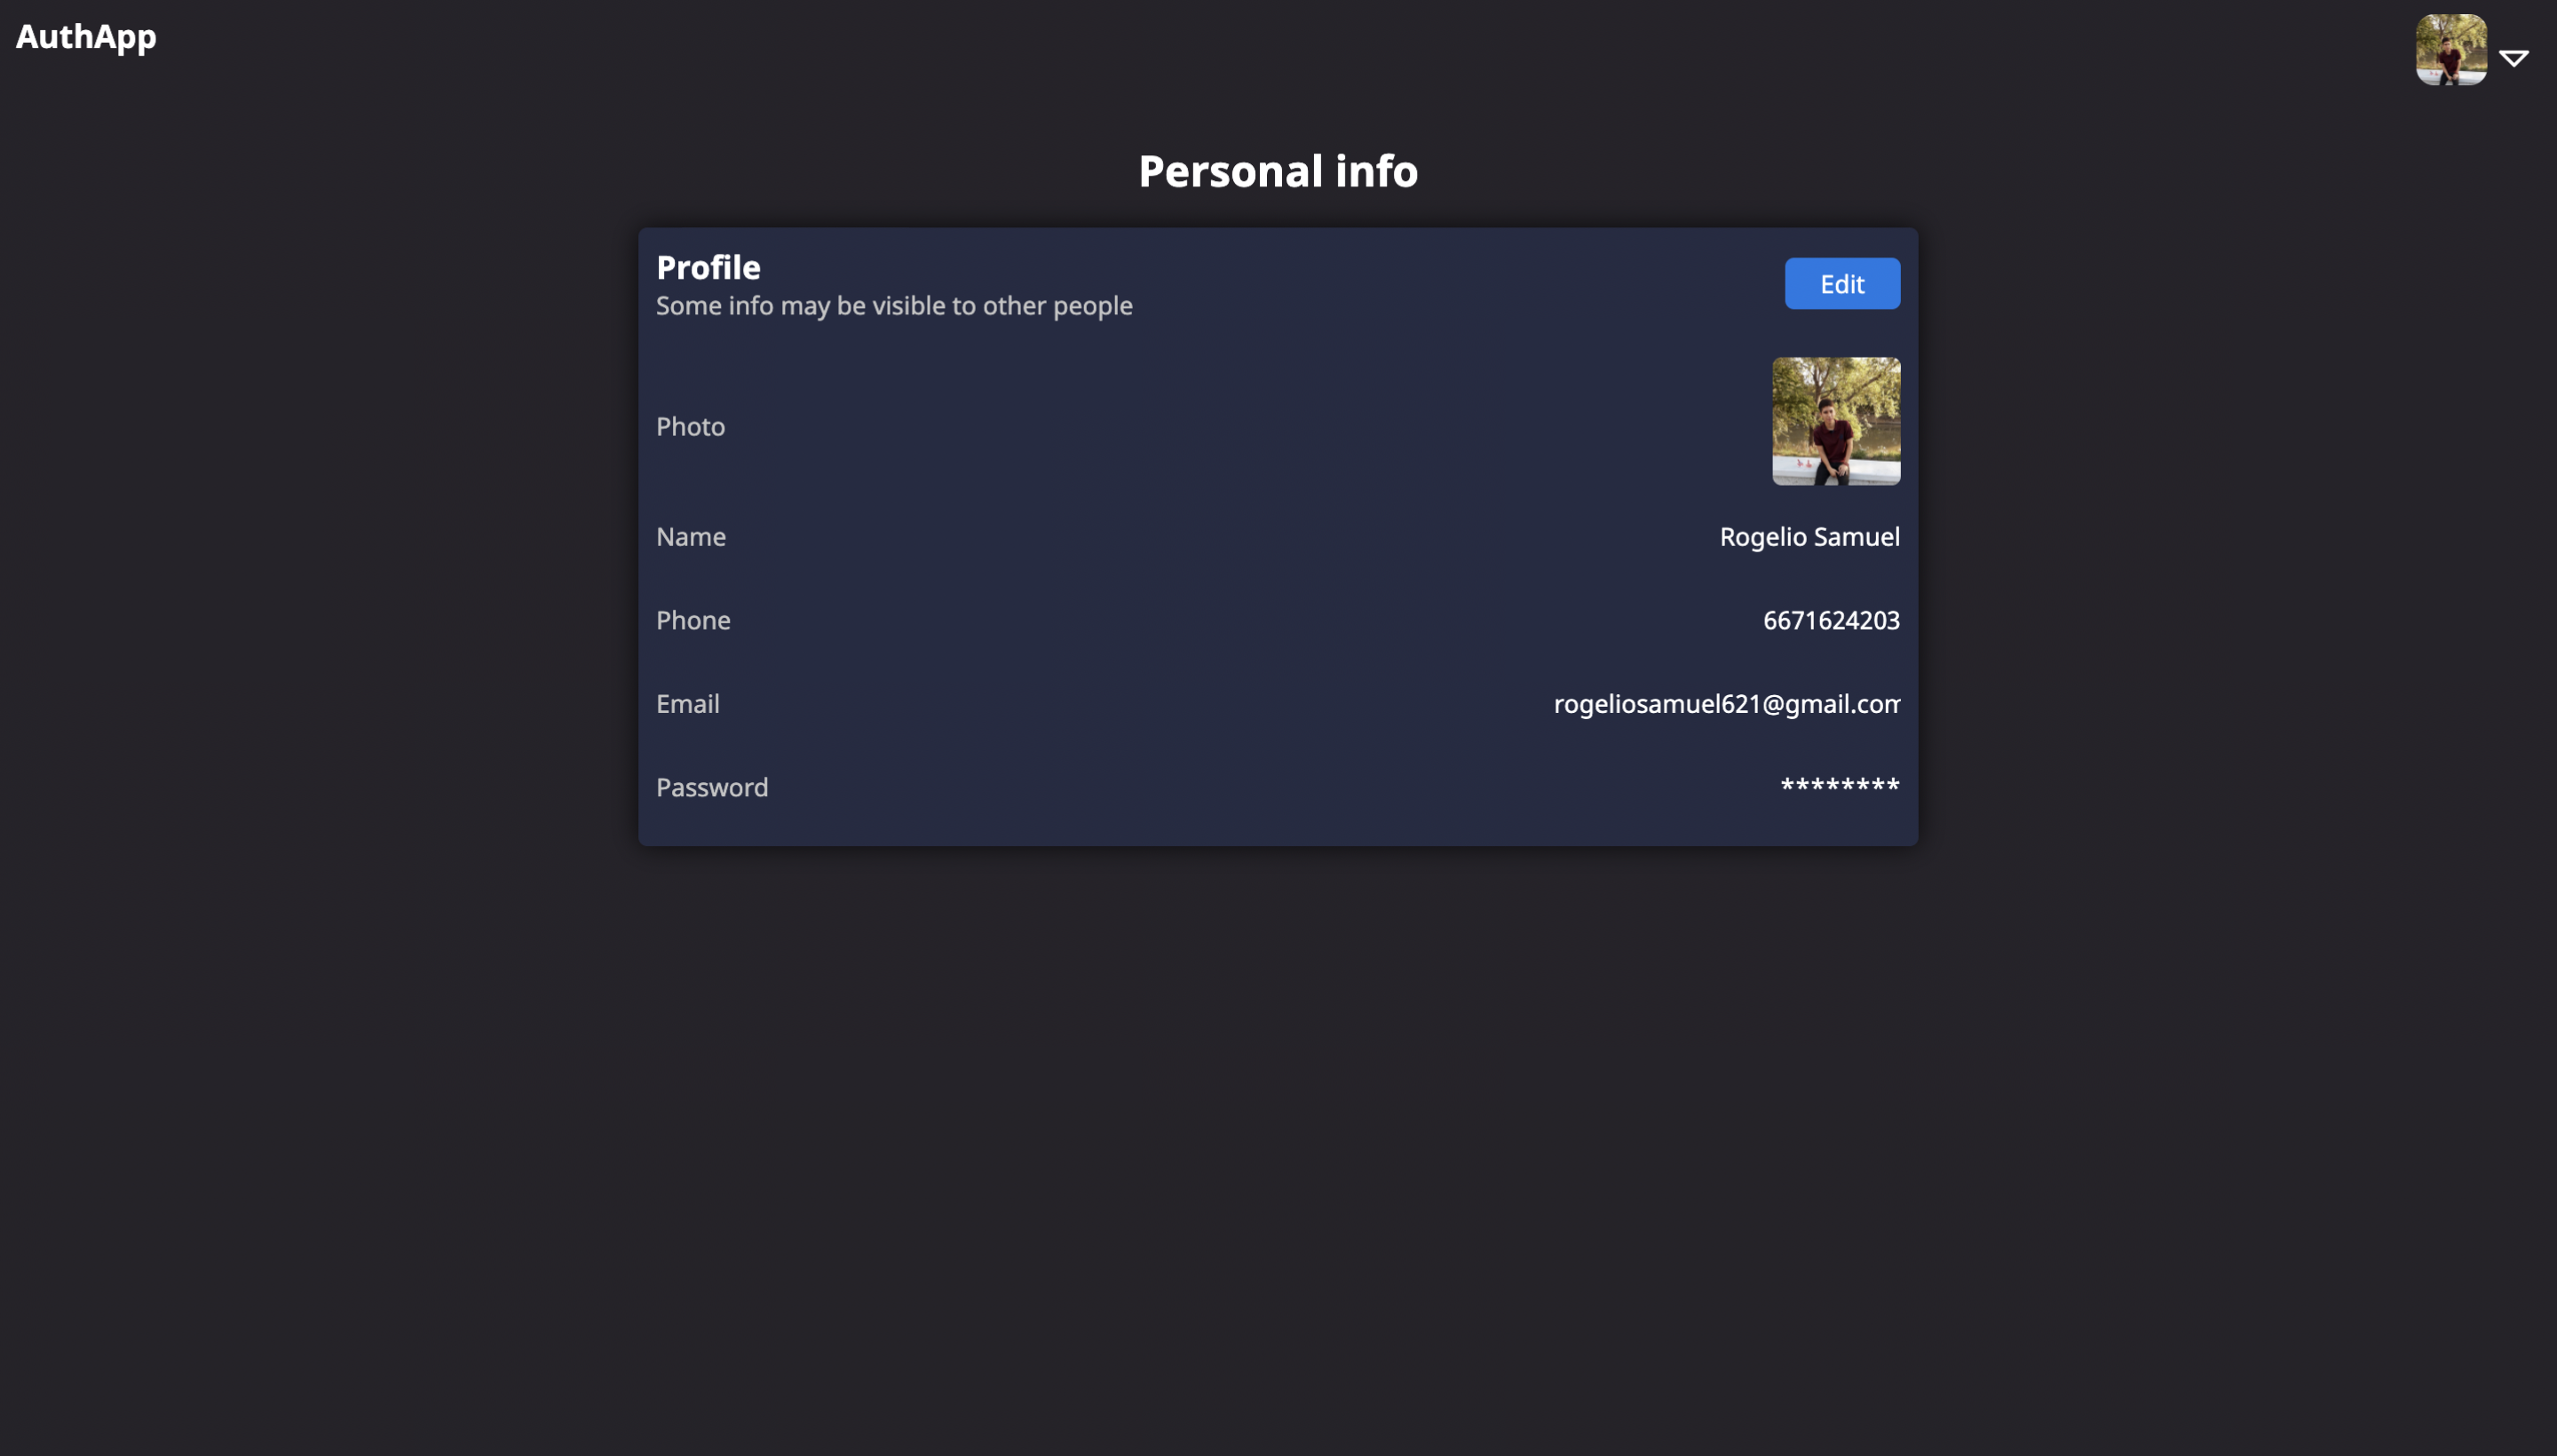 AuthApp
Personal info
Profile
Edit
Some info may be visible to other people
Photo
Name Rogelio Samuel
Phone 6671624203
Email rogeliosamuel621@gmail.com
Password ********